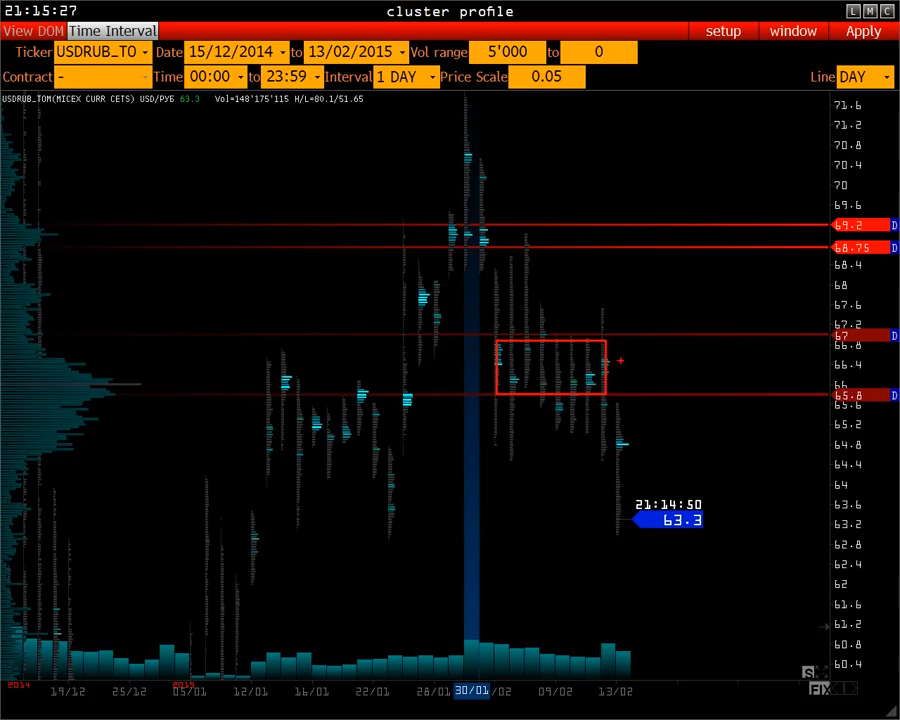 21:15:27 cluster profile L M C
View DOM Time Interval setup window Apply
Ticker USDRUB_TO Date 15/12/2014 to 13/02/2015 Vol range 5'000 to 0
Contract - Time 00:00 to 23:59 Interval 1 DAY Price Scale 0.05 Line DAY
USDRUB_TOM(MICEX CURR CETS) USD/РУБ 63.3 Vol=148'175'115 H/L=80.1/51.65
71.6
71.2
70.8
70.4
70
69.6
69.2 D
68.75 D
68.4
68
67.6
67.2
67 D
66.8
66.4
66
65.8 D
65.6
65.2
64.8
64.4
64
21:14:50
63.6
63.3
63.2
62.8
62.4
62
61.6
61.2
60.8
60.4
S
FIX
2014 2015
19/12 25/12 05/01 12/01 16/01 22/01 28/01 30/01 /02 09/02 13/02